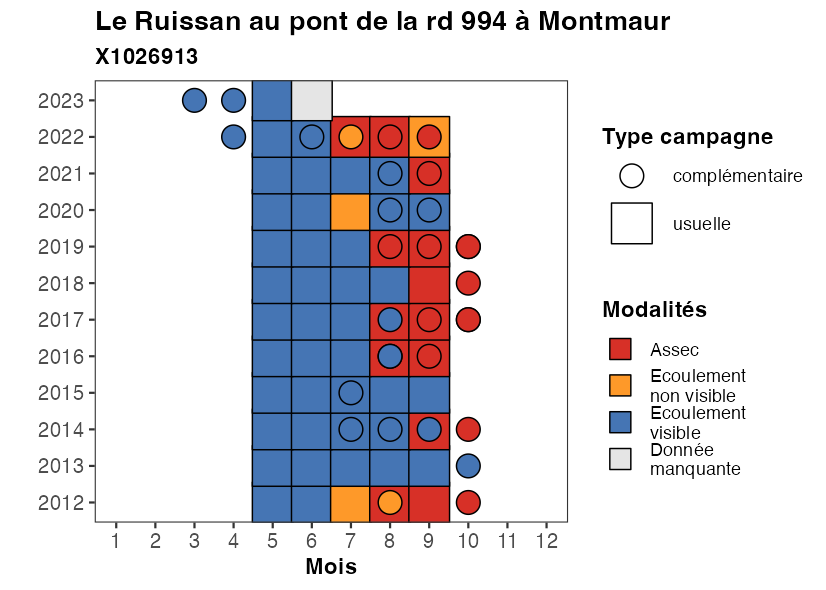 Le Ruissan au pont de la rd 994 à Montmaur
X1026913
2023
2022
2021
2020
2019
2018
2017
2016
2015
2014
2013
2012
1 2 3 4 5 6 7 8 9 10 11 12
Mois
Type campagne
complémentaire
usuelle
Modalités
Assec
Ecoulement
non visible
Ecoulement
visible
Donnée
manquante